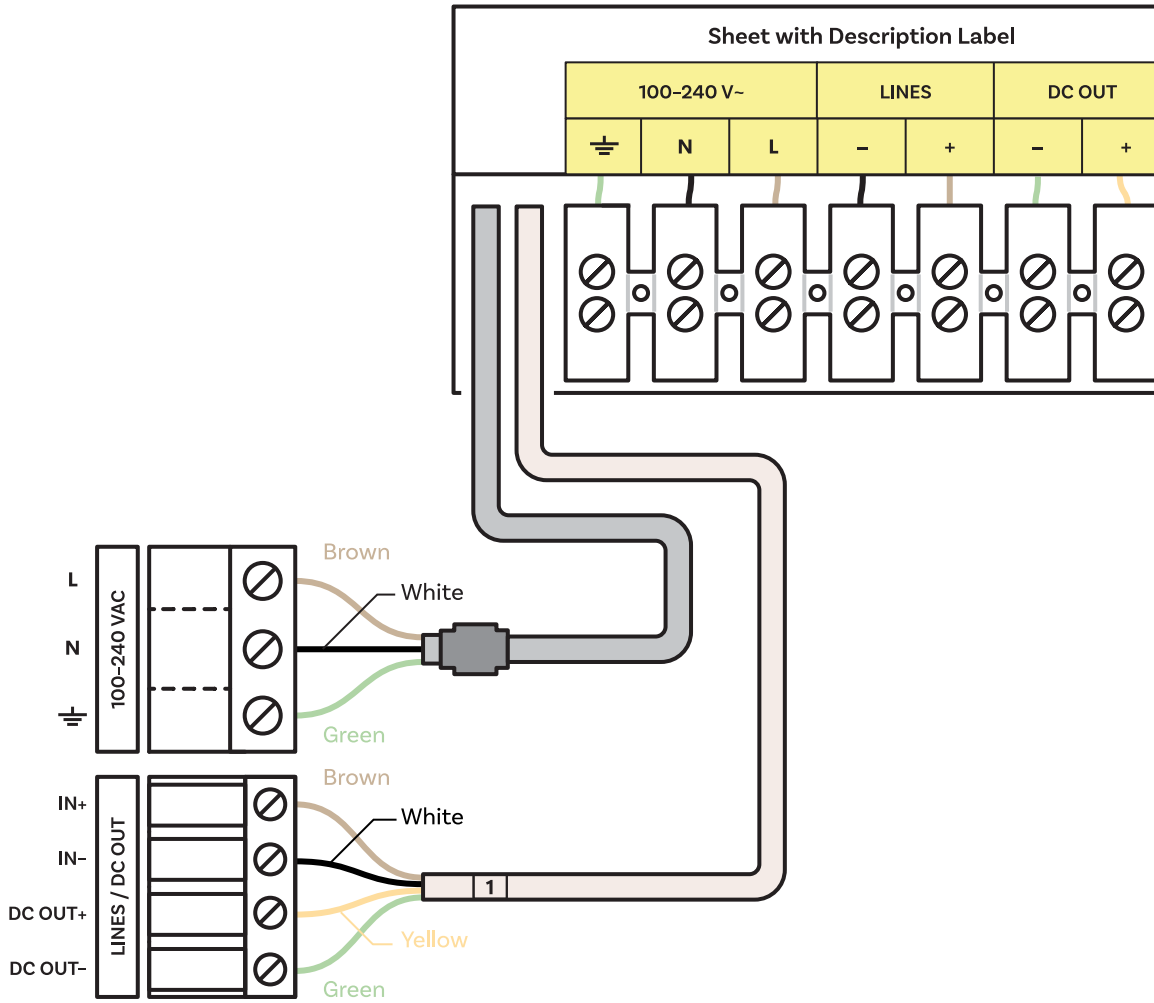 Sheet with Description Label
100–240 V~ LINES DC OUT
N L – + – +
Brown
L
White
100–240 VAC
N
Green
Brown
IN+
White
LINES / DC OUT
IN–
1
DC OUT+
Yellow
DC OUT–
Green